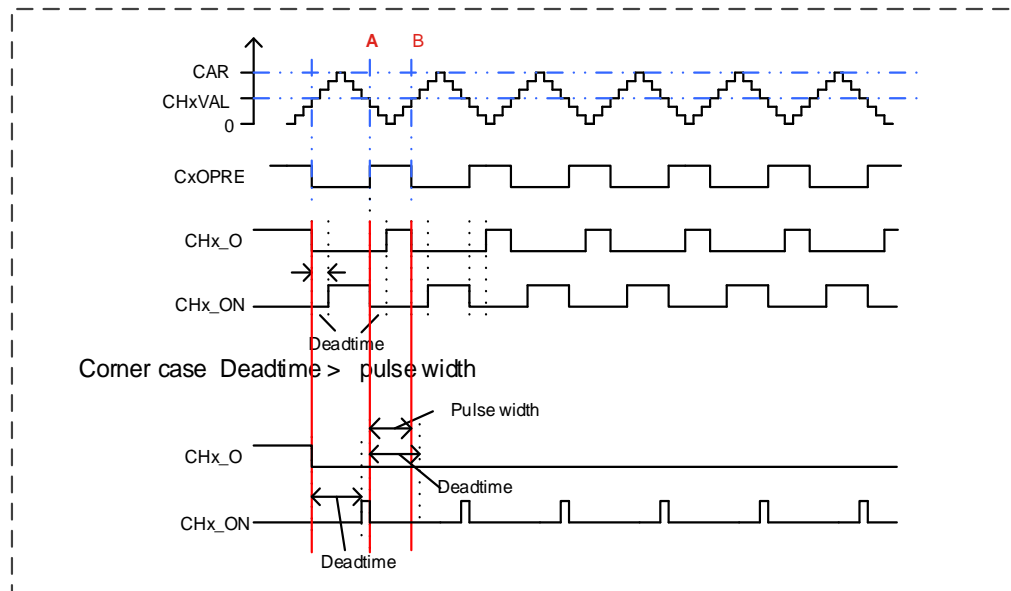 A B
CAR
CHxVAL
0
CxOPRE
CHx_O
CHx_ON
Deadtime
Corner case Deadtime > pulse width
Pulse width
CHx_O
Deadtime
CHx_ON
Deadtime